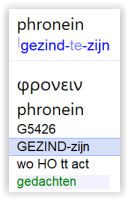 phronein
gezind-te-zijn
φρονειν
phronein
G5426
GEZIND-zijn
wo HO tt act
gedachten